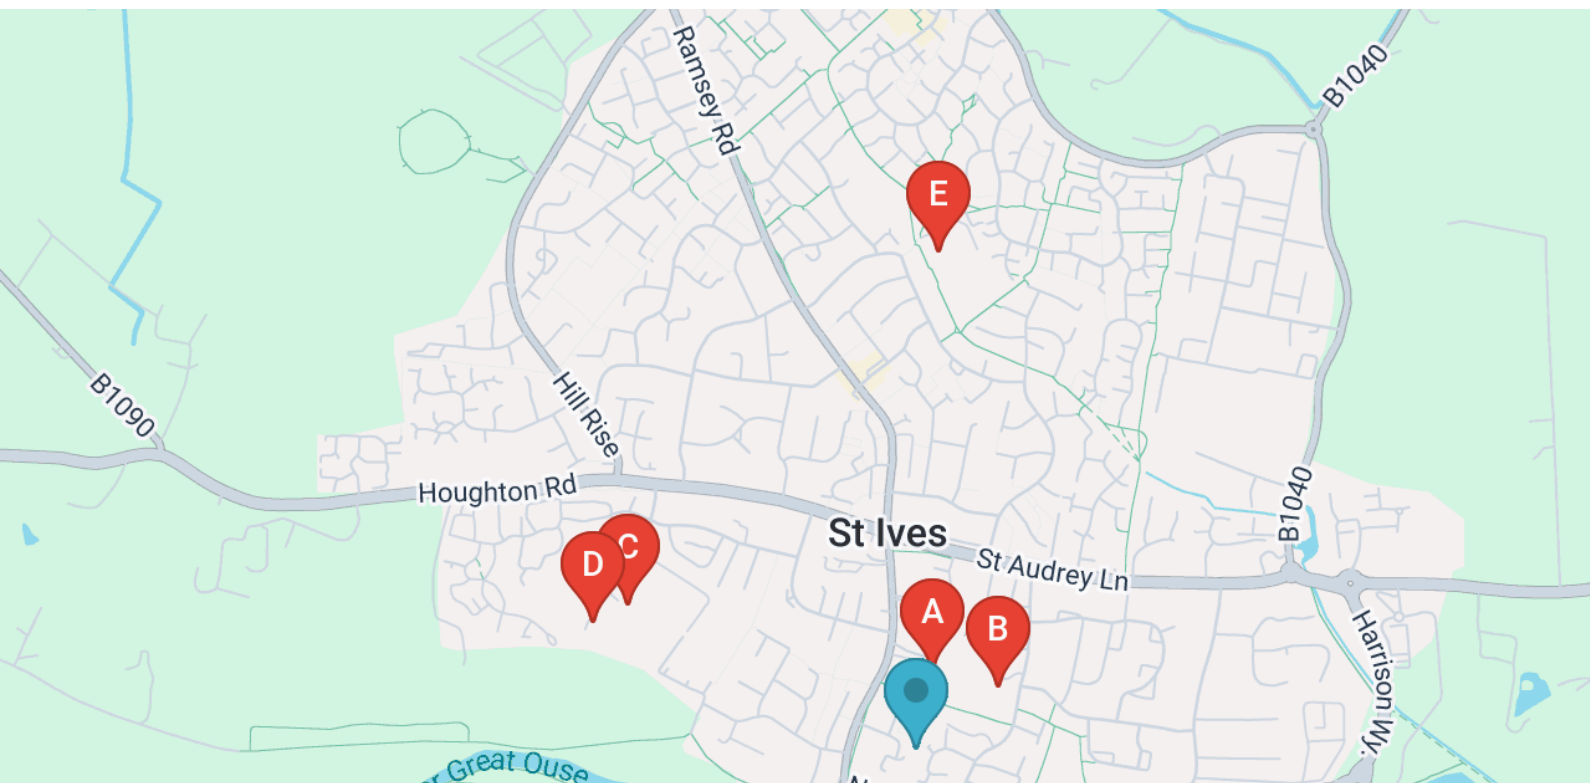 Ramsey Rd
B1040
E
B1090
Hill Rise
Houghton Rd
St Ives
B1040
St Audrey Ln
D
C
A
B
Harrison Wy.
Great Ouse